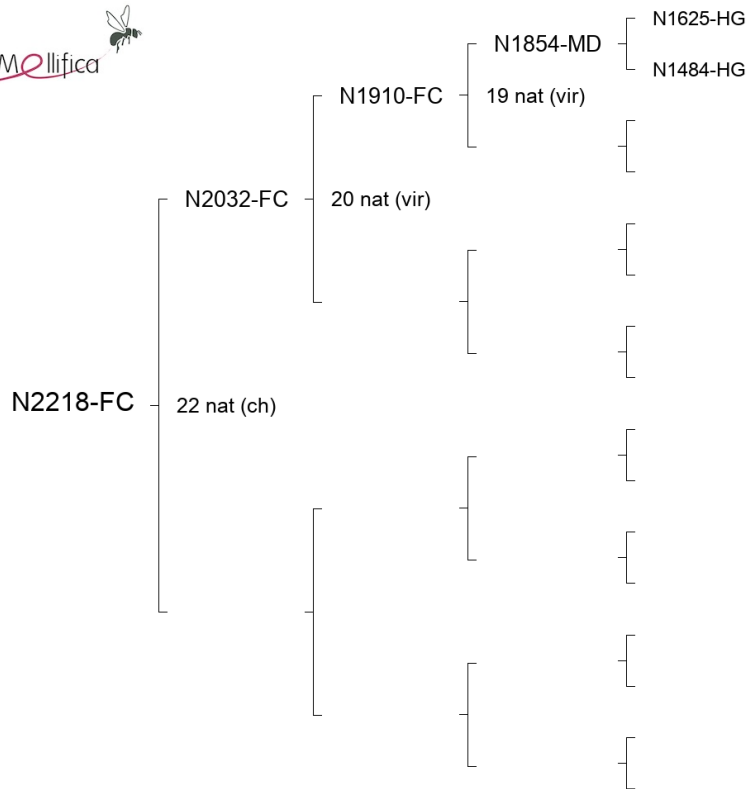 Mellifica
N1625-HG
N1854-MD
N1484-HG
N1910-FC
19 nat (vir)
N2032-FC
20 nat (vir)
N2218-FC
22 nat (ch)